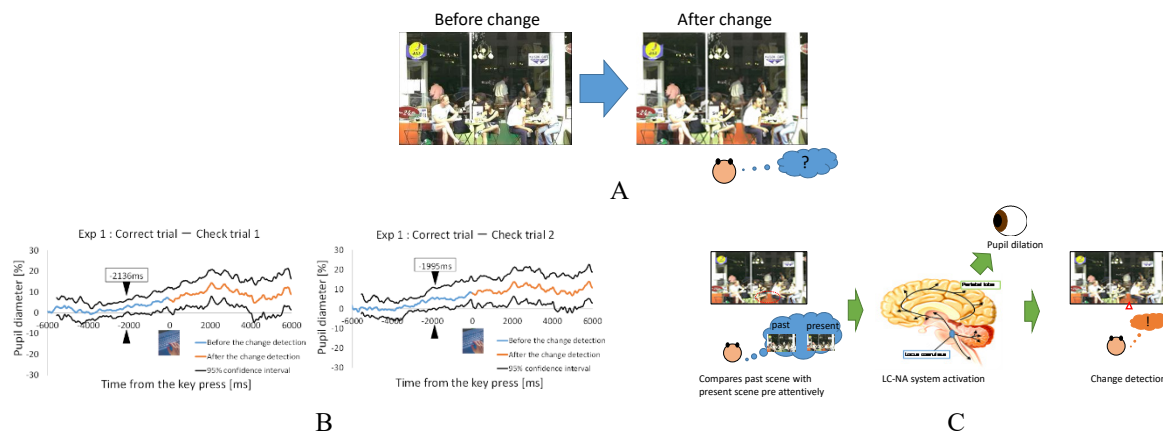 Before change
After change
?
A
Exp 1 : Correct trial － Check trial 1
Pupil diameter [%]
30
20
10
0
-10
-20
-30
-6000
-4000
-2000
0
2000
4000
6000
-2136ms
Before the change detection
After the change detection
95% confidence interval
Time from the key press [ms]
Exp 1 : Correct trial － Check trial 2
Pupil diameter [%]
30
20
10
0
-10
-20
-30
-6000
-4000
-2000
0
2000
4000
6000
-1995ms
Before the change detection
After the change detection
95% confidence interval
Time from the key press [ms]
B
Pupil dilation
past
present
Parietal lobe
Locus coeruleus
!
Compares past scene with
present scene pre attentively
LC-NA system activation
Change detection
C